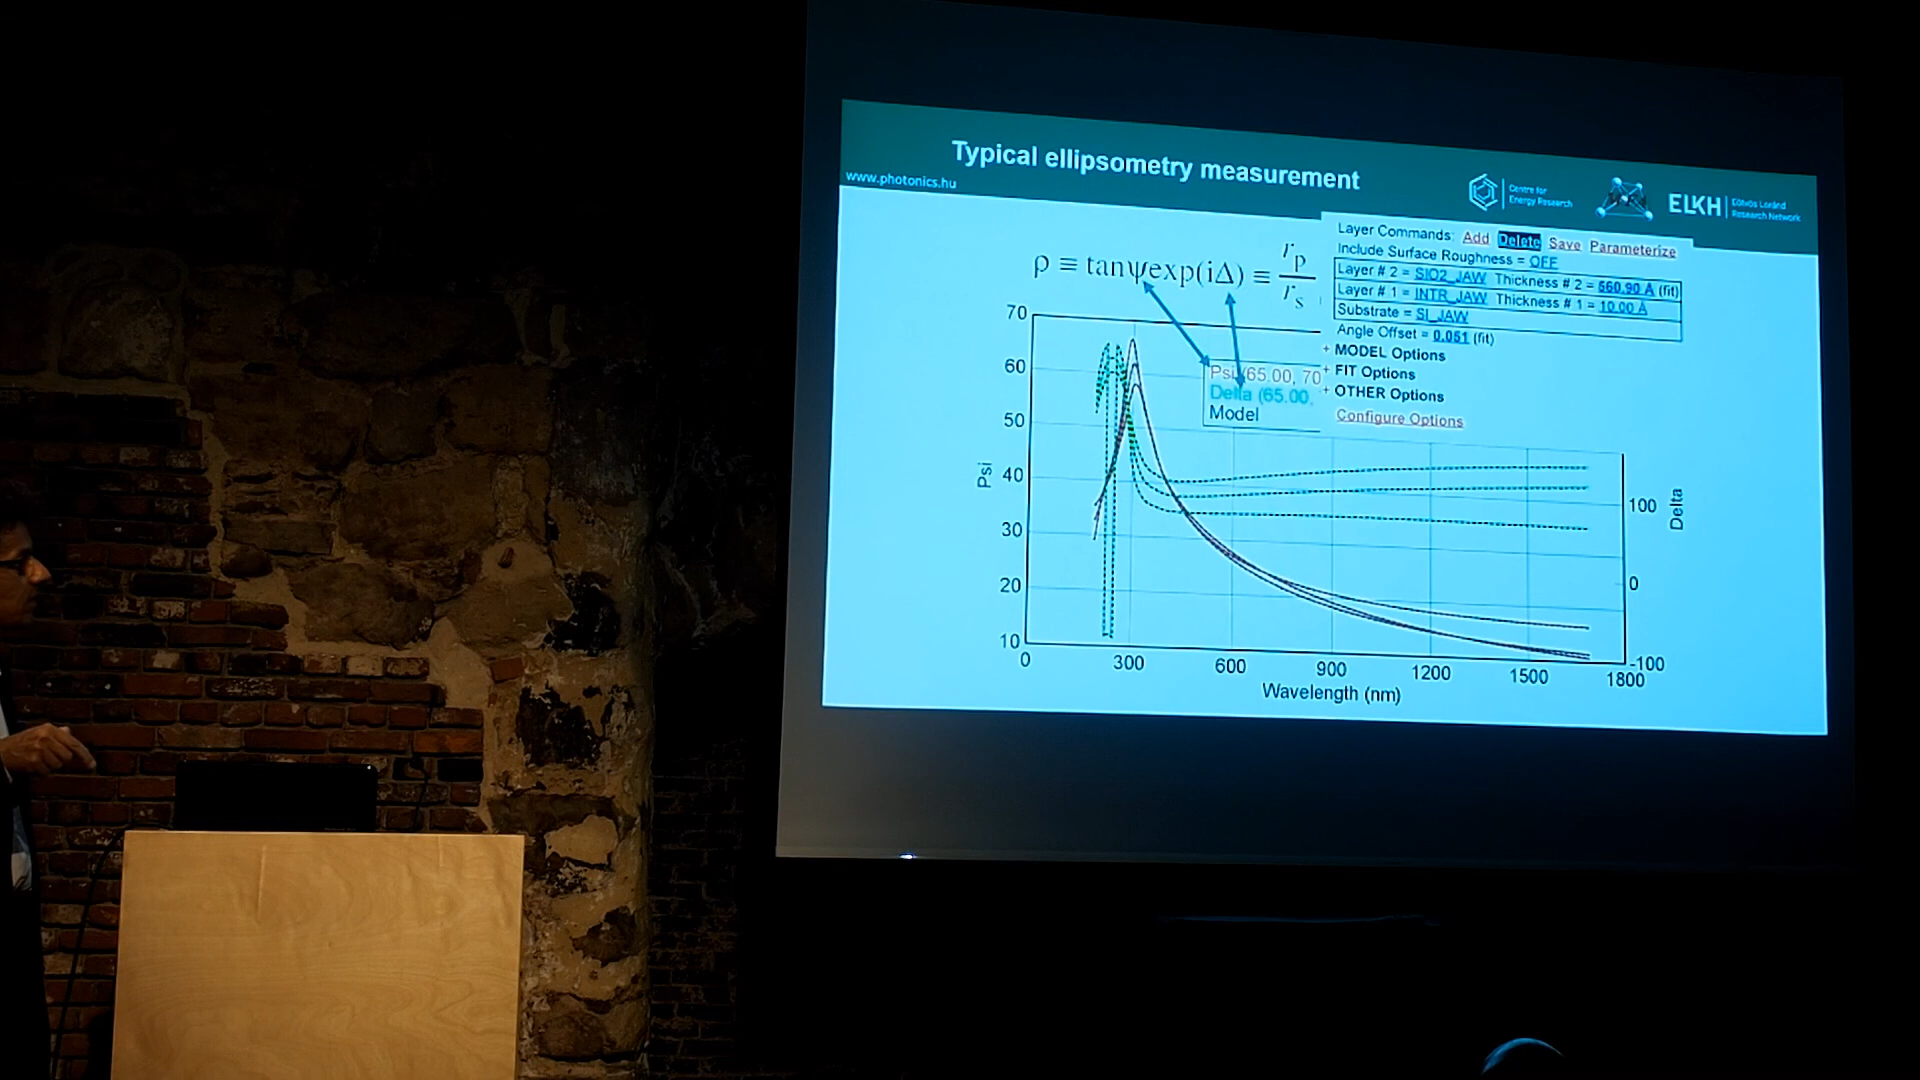 Typical ellipsometry measurement
www.photonics.hu
Centre for
Energy Research
ELKH
Eötvös Loránd
Research Network
ρ ≡ tanψexp(iΔ) ≡ r_p / r_s
Layer Commands: Add Delete Save Parameterize
Include Surface Roughness = OFF
Layer # 2 = SIO2_JAW Thickness # 2 = 560.90 Å (fit)
Layer # 1 = INTR_JAW Thickness # 1 = 10.00 Å
Substrate = SI_JAW
Angle Offset = 0.051 (fit)
+ MODEL Options
+ FIT Options
+ OTHER Options
Configure Options
Psi (65.00, 70
Delta (65.00,
Model
70
60
50
40
30
20
10
Psi
100
0
-100
Delta
0 300 600 900 1200 1500 1800
Wavelength (nm)